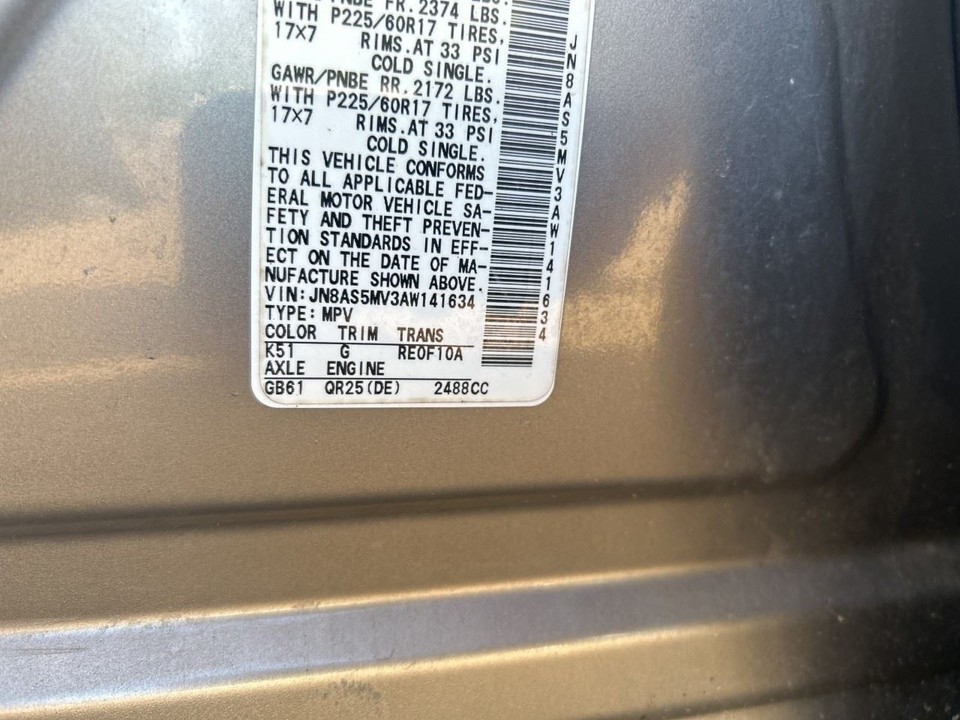 FR. 2374 LBS.
WITH P225/60R17 TIRES,
17×7 RIMS. AT 33 PSI
COLD SINGLE.
GAWR/PNBE RR. 2172 LBS.
WITH P225/60R17 TIRES,
17×7 RIMS. AT 33 PSI
COLD SINGLE.
THIS VEHICLE CONFORMS
TO ALL APPLICABLE FED-
ERAL MOTOR VEHICLE SA-
FETY AND THEFT PREVEN-
TION STANDARDS IN EFF-
ECT ON THE DATE OF MA-
NUFACTURE SHOWN ABOVE.
VIN:JN8AS5MV3AW141634
TYPE:MPV
COLOR TRIM TRANS
K51 G RE0F10A
AXLE ENGINE
GB61 QR25(DE) 2488CC
JN8AS5MV3AW141634